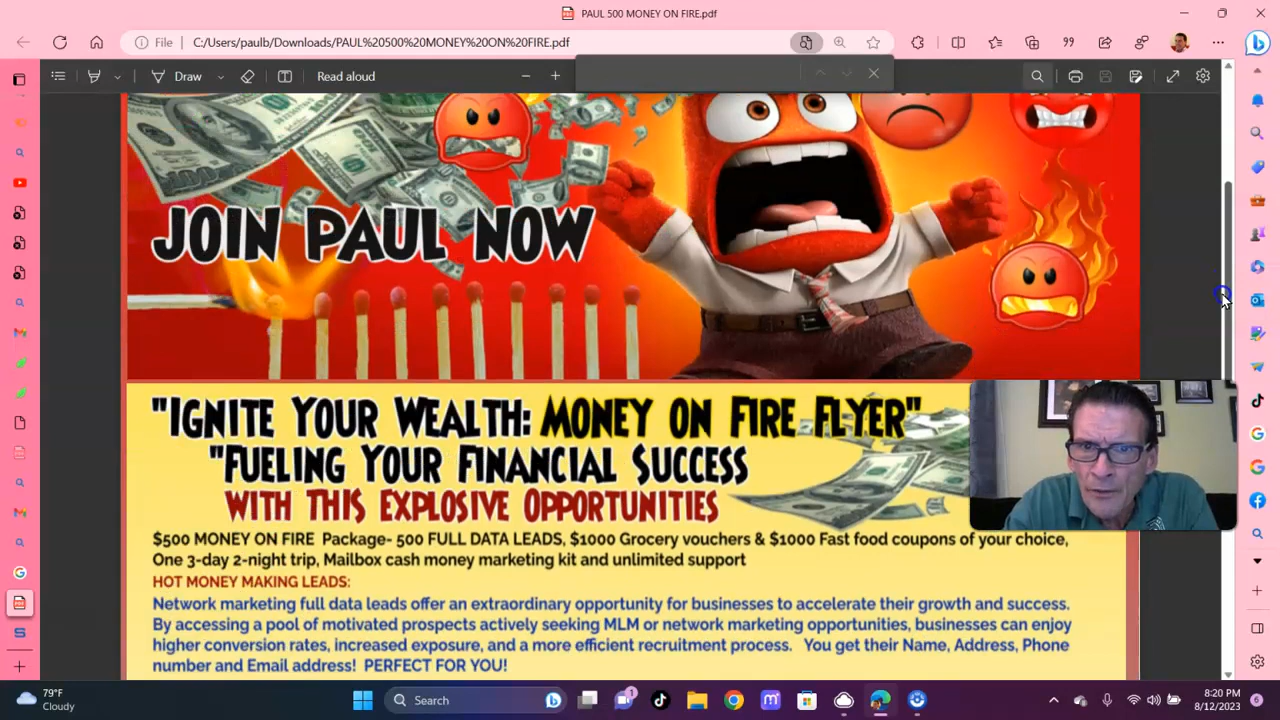 PAUL 500 MONEY ON FIRE.pdf
File
C:/Users/paulb/Downloads/PAUL%20500%20MONEY%20ON%20FIRE.pdf
Draw
Read aloud
JOIN PAUL NOW
"IGNITE YOUR WEALTH: MONEY ON FIRE FLYER"
"FUELING YOUR FINANCIAL SUCCESS
WITH THIS EXPLOSIVE OPPORTUNITIES
$500 MONEY ON FIRE Package- 500 FULL DATA LEADS, $1000 Grocery vouchers & $1000 Fast food coupons of your choice,
One 3-day 2-night trip, Mailbox cash money marketing kit and unlimited support
HOT MONEY MAKING LEADS:
Network marketing full data leads offer an extraordinary opportunity for businesses to accelerate their growth and success.
By accessing a pool of motivated prospects actively seeking MLM or network marketing opportunities, businesses can enjoy
higher conversion rates, increased exposure, and a more efficient recruitment process. You get their Name, Address, Phone
number and Email address! PERFECT FOR YOU!
79°F
Cloudy
Search
8:20 PM
8/12/2023